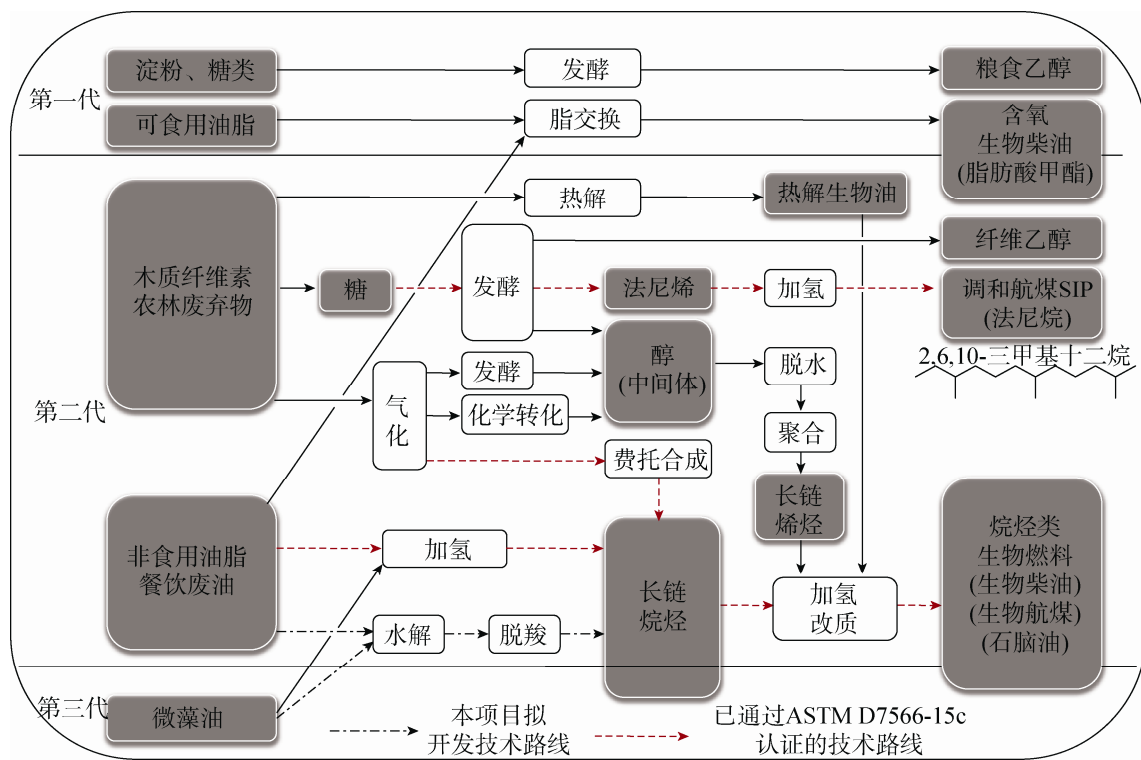 第一代
淀粉、糖类
发酵
粮食乙醇
可食用油脂
脂交换
含氧
生物柴油
(脂肪酸甲酯)
第二代
木质纤维素
农林废弃物
热解
热解生物油
糖
发酵
纤维乙醇
法尼烯
加氢
调和航煤SIP
(法尼烷)
2,6,10-三甲基十二烷
醇
(中间体)
气
化
发酵
化学转化
脱水
聚合
费托合成
长链
烯烃
非食用油脂
餐饮废油
加氢
水解
脱羧
长链
烷烃
加氢
改质
烷烃类
生物燃料
(生物柴油)
(生物航煤)
(石脑油)
第三代
微藻油
本项目拟
开发技术路线
已通过ASTM D7566-15c
认证的技术路线